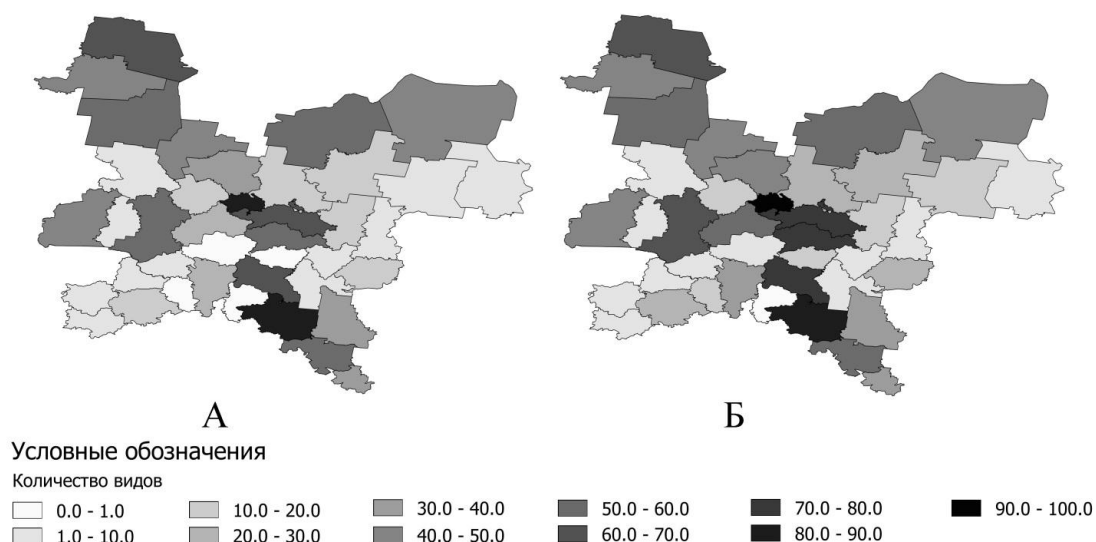 А Б
Условные обозначения
Количество видов
0.0 - 1.0 10.0 - 20.0 30.0 - 40.0 50.0 - 60.0 70.0 - 80.0 90.0 - 100.0
1.0 - 10.0 20.0 - 30.0 40.0 - 50.0 60.0 - 70.0 80.0 - 90.0